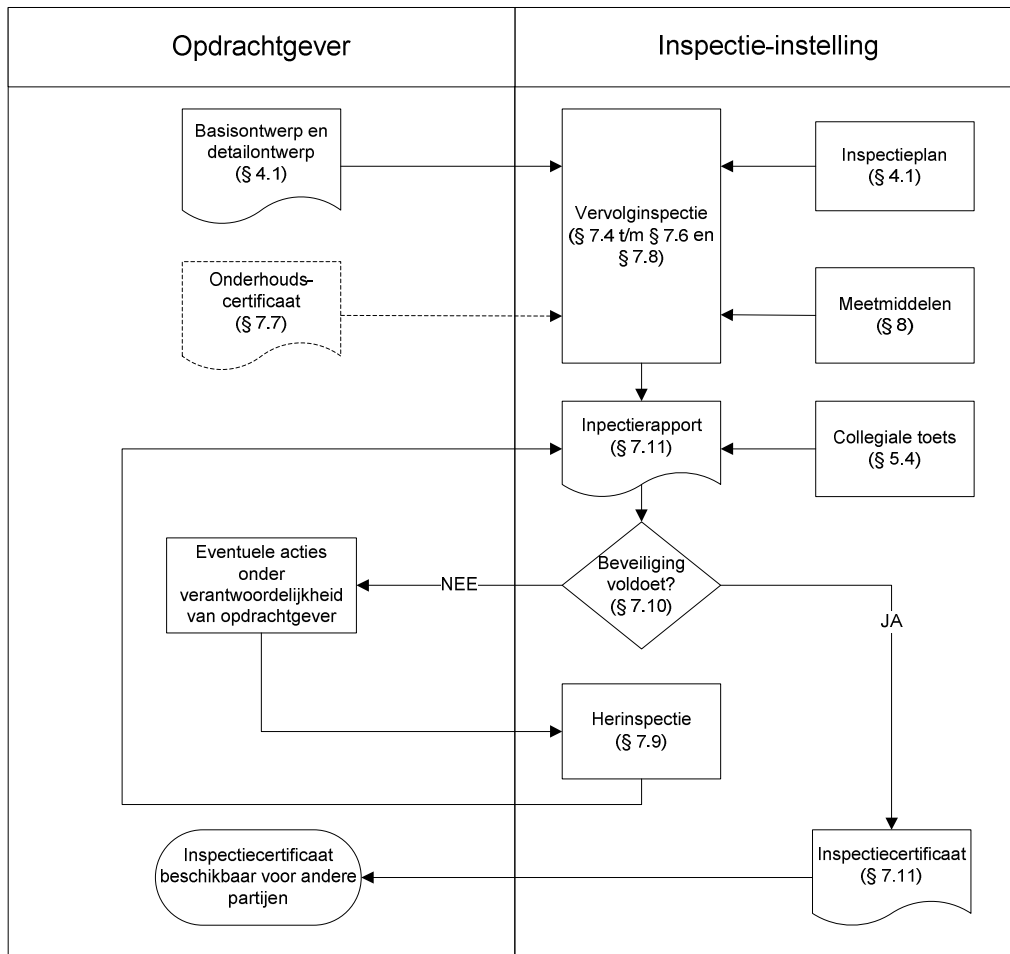 Opdrachtgever
Inspectie-instelling
Basisontwerp en
detailontwerp
(§ 4.1)
Vervolginspectie
(§ 7.4 t/m § 7.6 en
§ 7.8)
Inspectieplan
(§ 4.1)
Onderhouds-
certificaat
(§ 7.7)
Meetmiddelen
(§ 8)
Inpectierapport
(§ 7.11)
Collegiale toets
(§ 5.4)
Eventuele acties
onder
verantwoordelijkheid
van opdrachtgever
NEE
Beveiliging
voldoet?
(§ 7.10)
JA
Herinspectie
(§ 7.9)
Inspectiecertificaat
beschikbaar voor andere
partijen
Inspectiecertificaat
(§ 7.11)